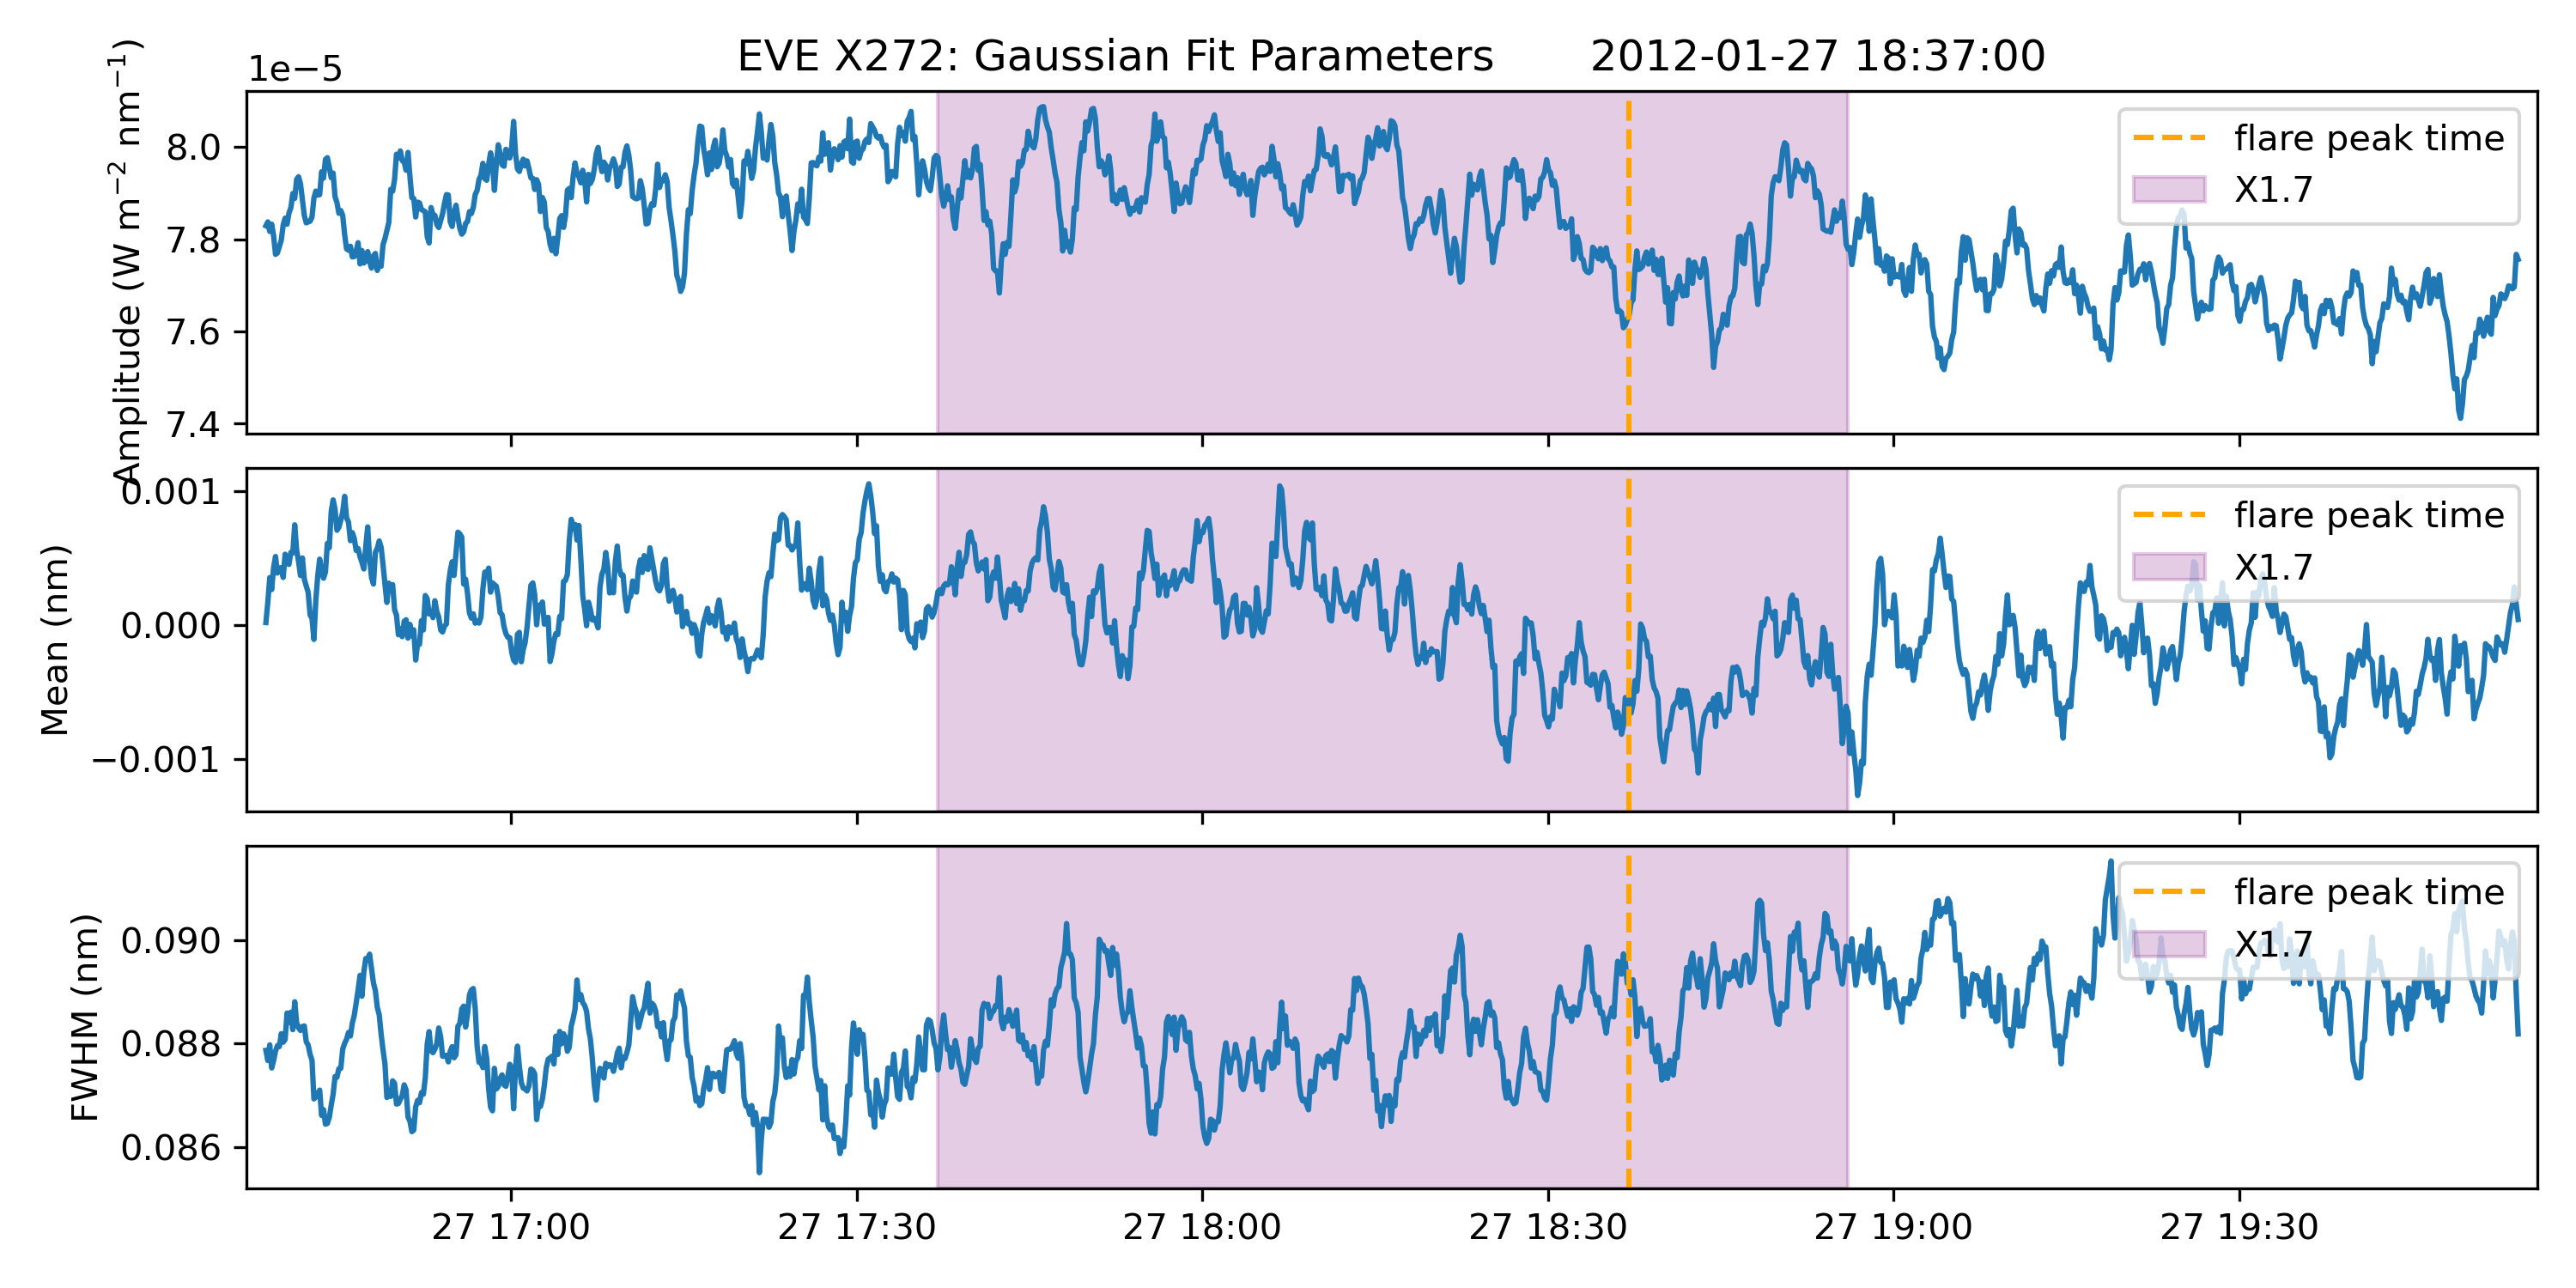 EVE X272: Gaussian Fit Parameters 2012-01-27 18:37:00
1e−5
Amplitude (W m⁻² nm⁻¹)
8.0
7.8
7.6
7.4
flare peak time
X1.7
Mean (nm)
0.001
0.000
−0.001
flare peak time
X1.7
FWHM (nm)
0.090
0.088
0.086
flare peak time
X1.7
27 17:00 27 17:30 27 18:00 27 18:30 27 19:00 27 19:30